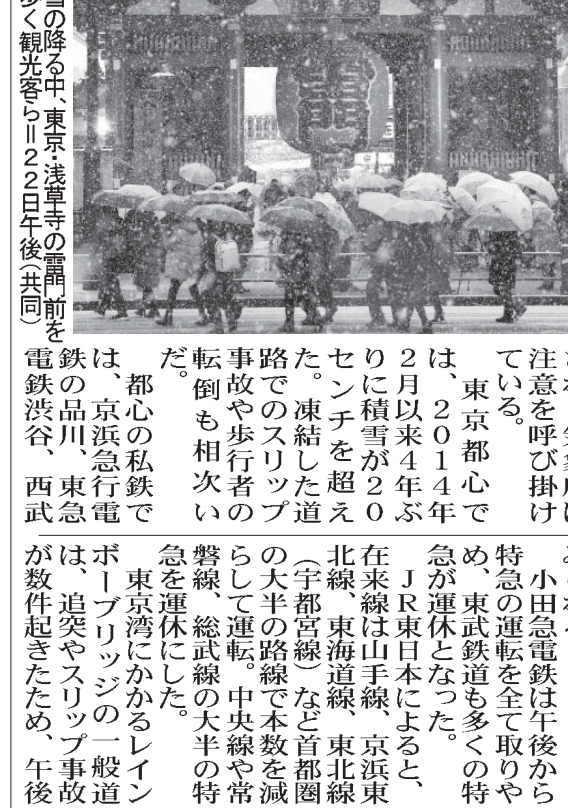 雪の降る中、東京・浅草寺の雷門前を
歩く観光客ら＝２２日午後(共同)
注意を呼び掛け
ている。
　東京都心で
は、２０１４年
２月以来４年ぶ
りに積雪が２０
センチを超え
た。凍結した道
路でのスリップ
事故や歩行者の
転倒も相次い
だ。
　都心の私鉄で
は、京浜急行電
鉄の品川、東急
電鉄渋谷、西武
　小田急電鉄は午後から
特急の運転を全て取りや
め、東武鉄道も多くの特
急が運休となった。
　ＪＲ東日本によると、
在来線は山手線、京浜東
北線、東海道線、東北線
（宇都宮線）など首都圏
の大半の路線で本数を減
らして運転。中央線や常
磐線、総武線の大半の特
急を運休にした。
　東京湾にかかるレイン
ボーブリッジの一般道
は、追突やスリップ事故
が数件起きたため、午後